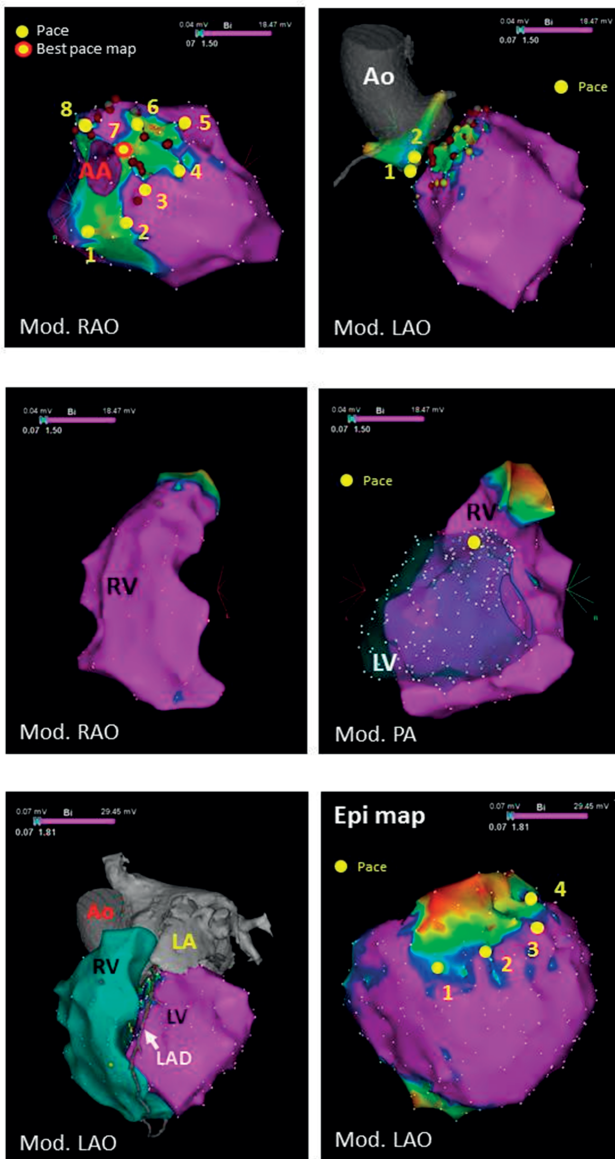 Pace
Best pace map
0.04 mV Bi 18.47 mV
07 1.50
8
6
5
7
AA
4
3
2
1
Mod. RAO
0.04 mV Bi 18.47 mV
0.07 1.50
Ao
Pace
2
1
Mod. LAO
0.04 mV Bi 18.47 mV
0.07 1.50
RV
Mod. RAO
0.04 mV Bi 18.47 mV
0.07 1.50
Pace
RV
LV
Mod. PA
0.07 mV Bi 29.45 mV
0.07 1.81
Ao
LA
RV
LV
LAD
Mod. LAO
Epi map
0.07 mV Bi 29.45 mV
0.07 1.81
Pace
4
3
2
1
Mod. LAO